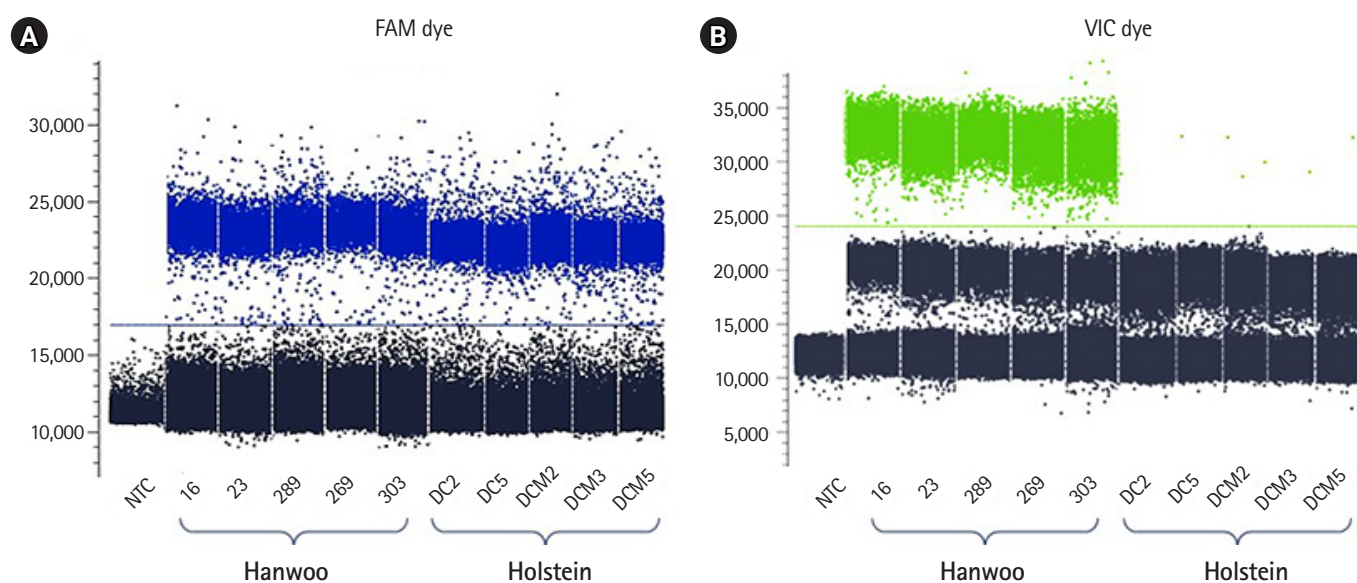 A
FAM dye
30,000
25,000
20,000
15,000
10,000
NTC
16
23
289
269
303
DC2
DC5
DCM2
DCM3
DCM5
Hanwoo
Holstein
B
VIC dye
35,000
30,000
25,000
20,000
15,000
10,000
5,000
NTC
16
23
289
269
303
DC2
DC5
DCM2
DCM3
DCM5
Hanwoo
Holstein